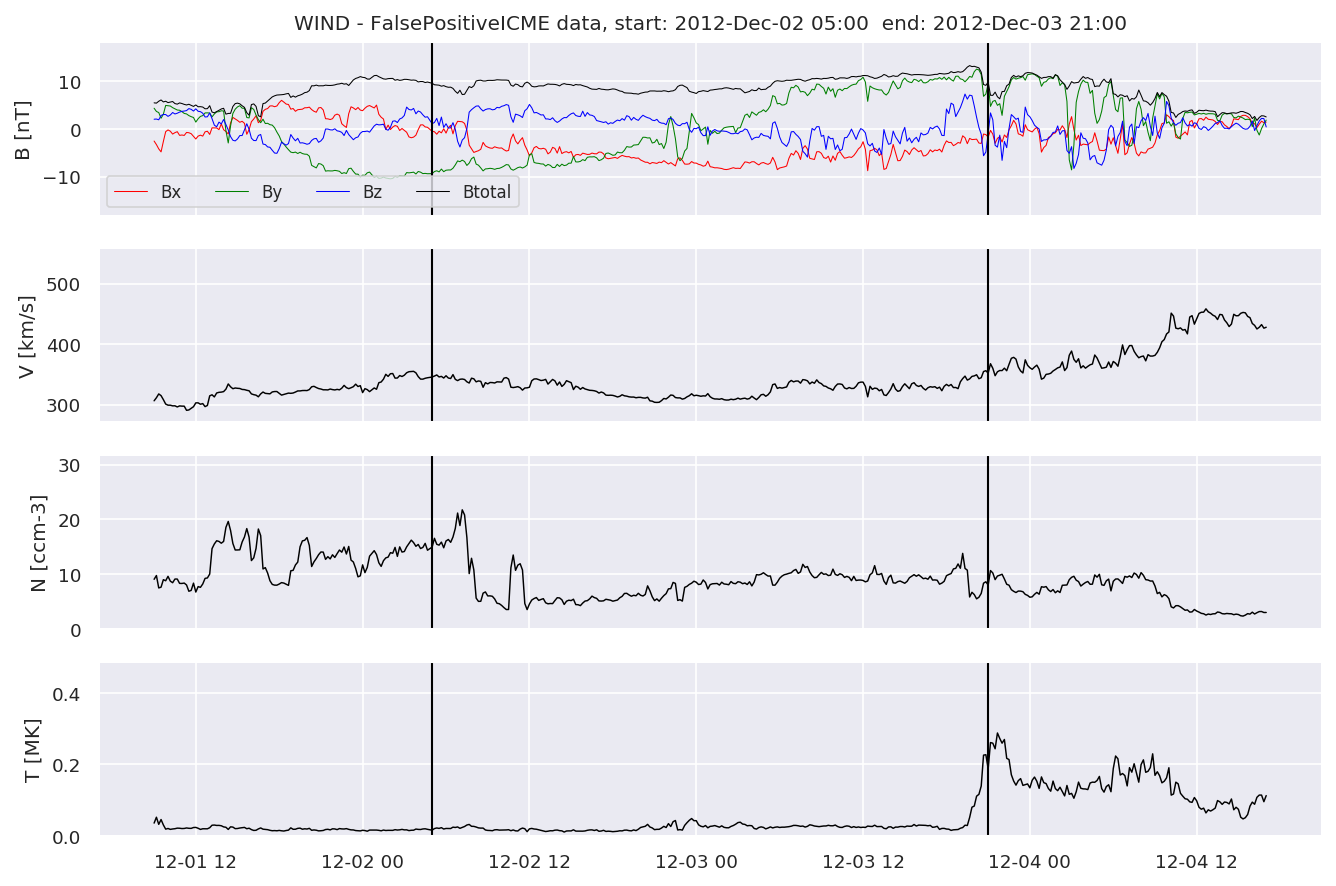 WIND - FalsePositiveICME data, start: 2012-Dec-02 05:00  end: 2012-Dec-03 21:00
B [nT]
10
0
−10
Bx By Bz Btotal
V [km/s]
500
400
300
N [ccm-3]
30
20
10
0
T [MK]
0.4
0.2
0.0
12-01 12 12-02 00 12-02 12 12-03 00 12-03 12 12-04 00 12-04 12